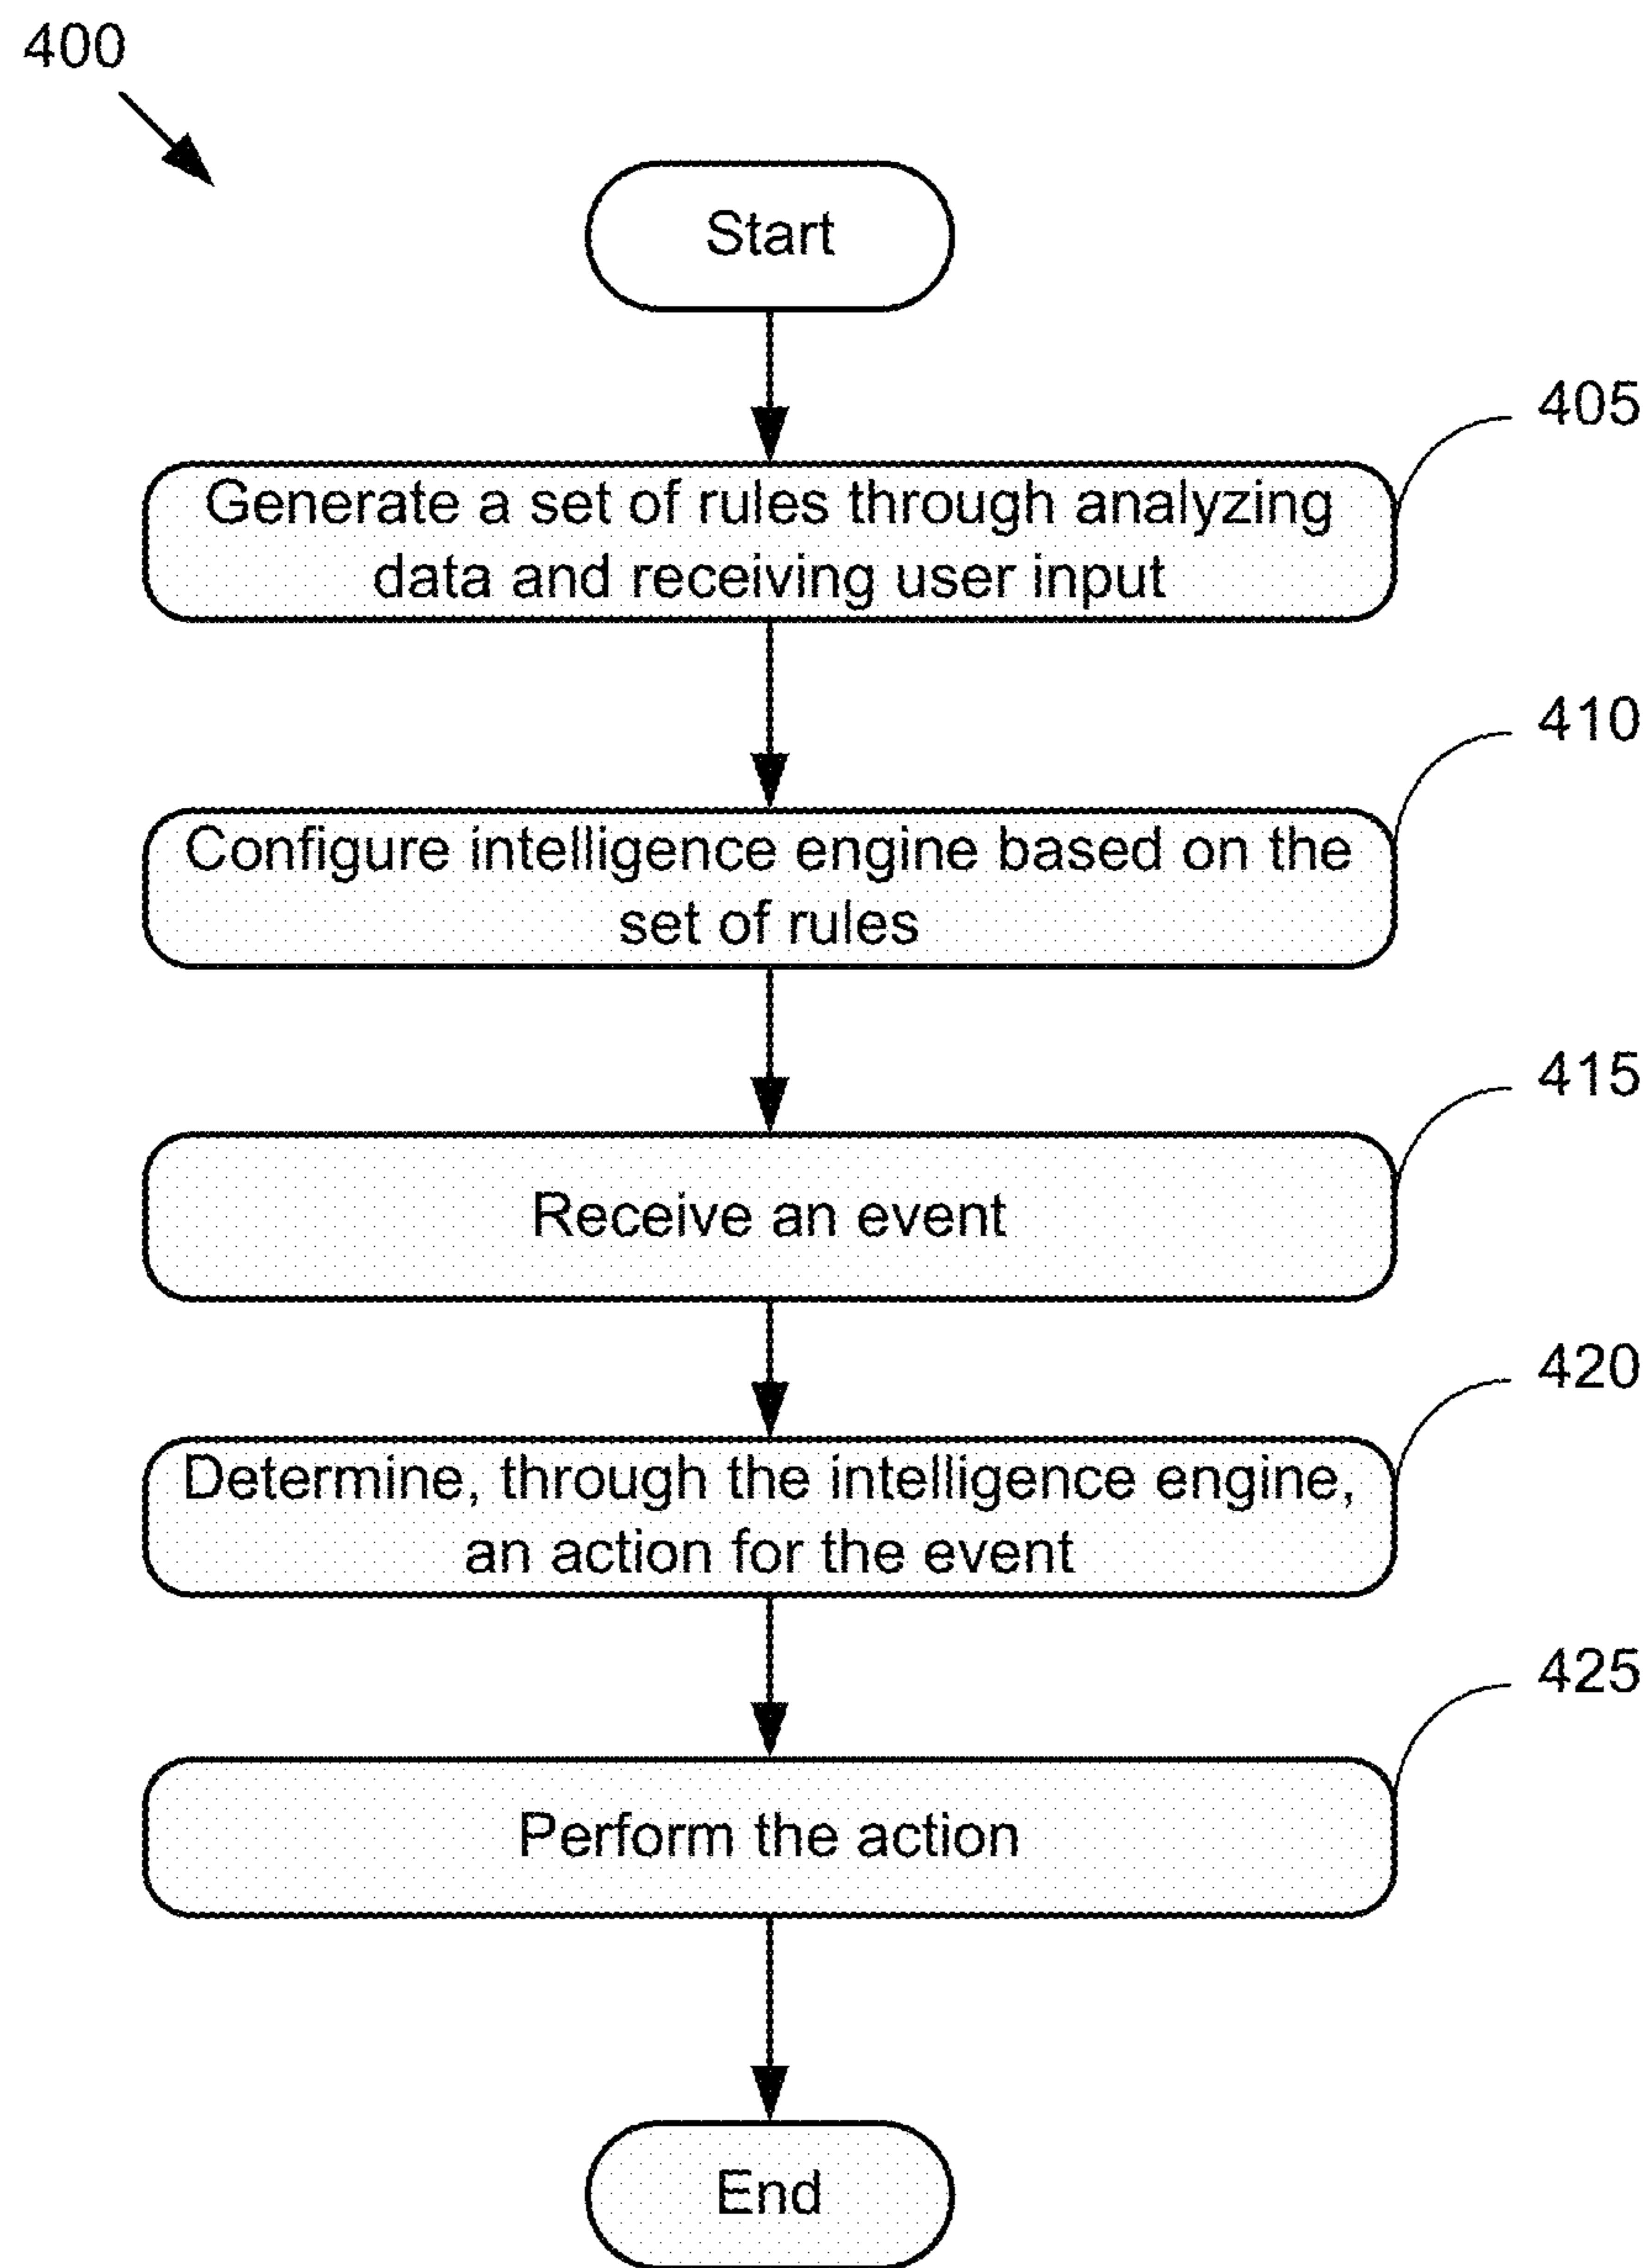 400
Start
405
Generate a set of rules through analyzing
data and receiving user input
410
Configure intelligence engine based on the
set of rules
415
Receive an event
420
Determine, through the intelligence engine,
an action for the event
425
Perform the action
End